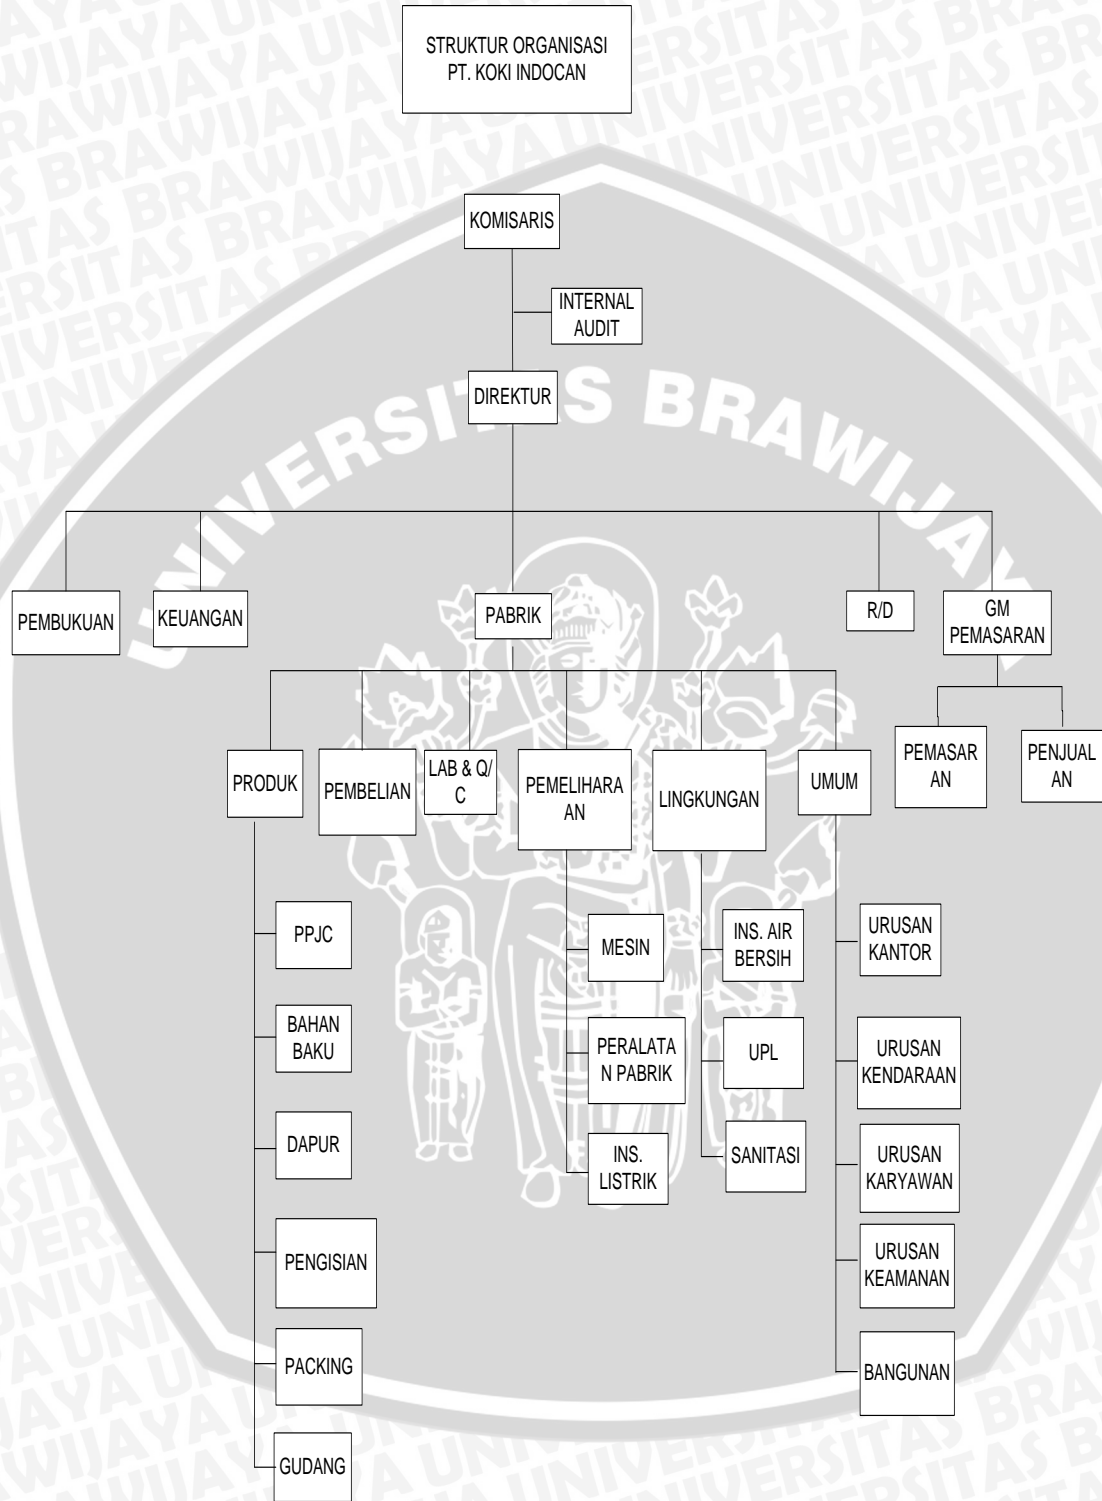 STRUKTUR ORGANISASI
PT. KOKI INDOCAN
KOMISARIS
INTERNAL
AUDIT
DIREKTUR
UNIVERSITAS BRAWIJAYA
PEMBUKUAN
KEUANGAN
PABRIK
R/D
GM
PEMASARAN
PRODUK
PEMBELIAN
LAB & Q/
C
PEMELIHARA
AN
LINGKUNGAN
UMUM
PEMASAR
AN
PENJUAL
AN
PPJC
BAHAN
BAKU
DAPUR
PENGISIAN
PACKING
GUDANG
MESIN
PERALATA
N PABRIK
INS.
LISTRIK
INS. AIR
BERSIH
UPL
SANITASI
URUSAN
KANTOR
URUSAN
KENDARAAN
URUSAN
KARYAWAN
URUSAN
KEAMANAN
BANGUNAN